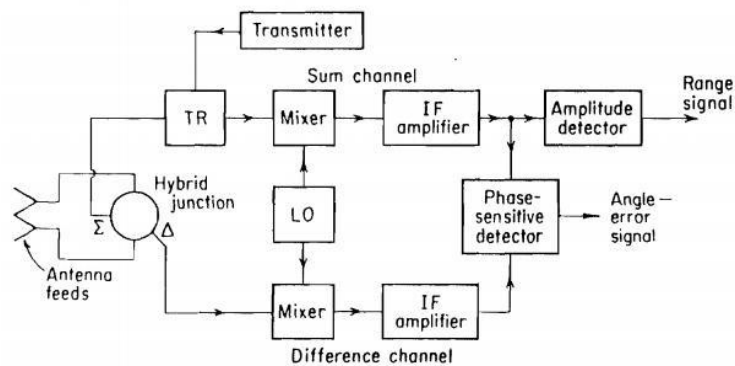 Transmitter
Sum channel
Range
signal
TR
Mixer
IF
amplifier
Amplitude
detector
Hybrid
junction
Σ
Δ
LO
Phase-
sensitive
detector
Angle—
error
signal
Antenna
feeds
Mixer
IF
amplifier
Difference channel